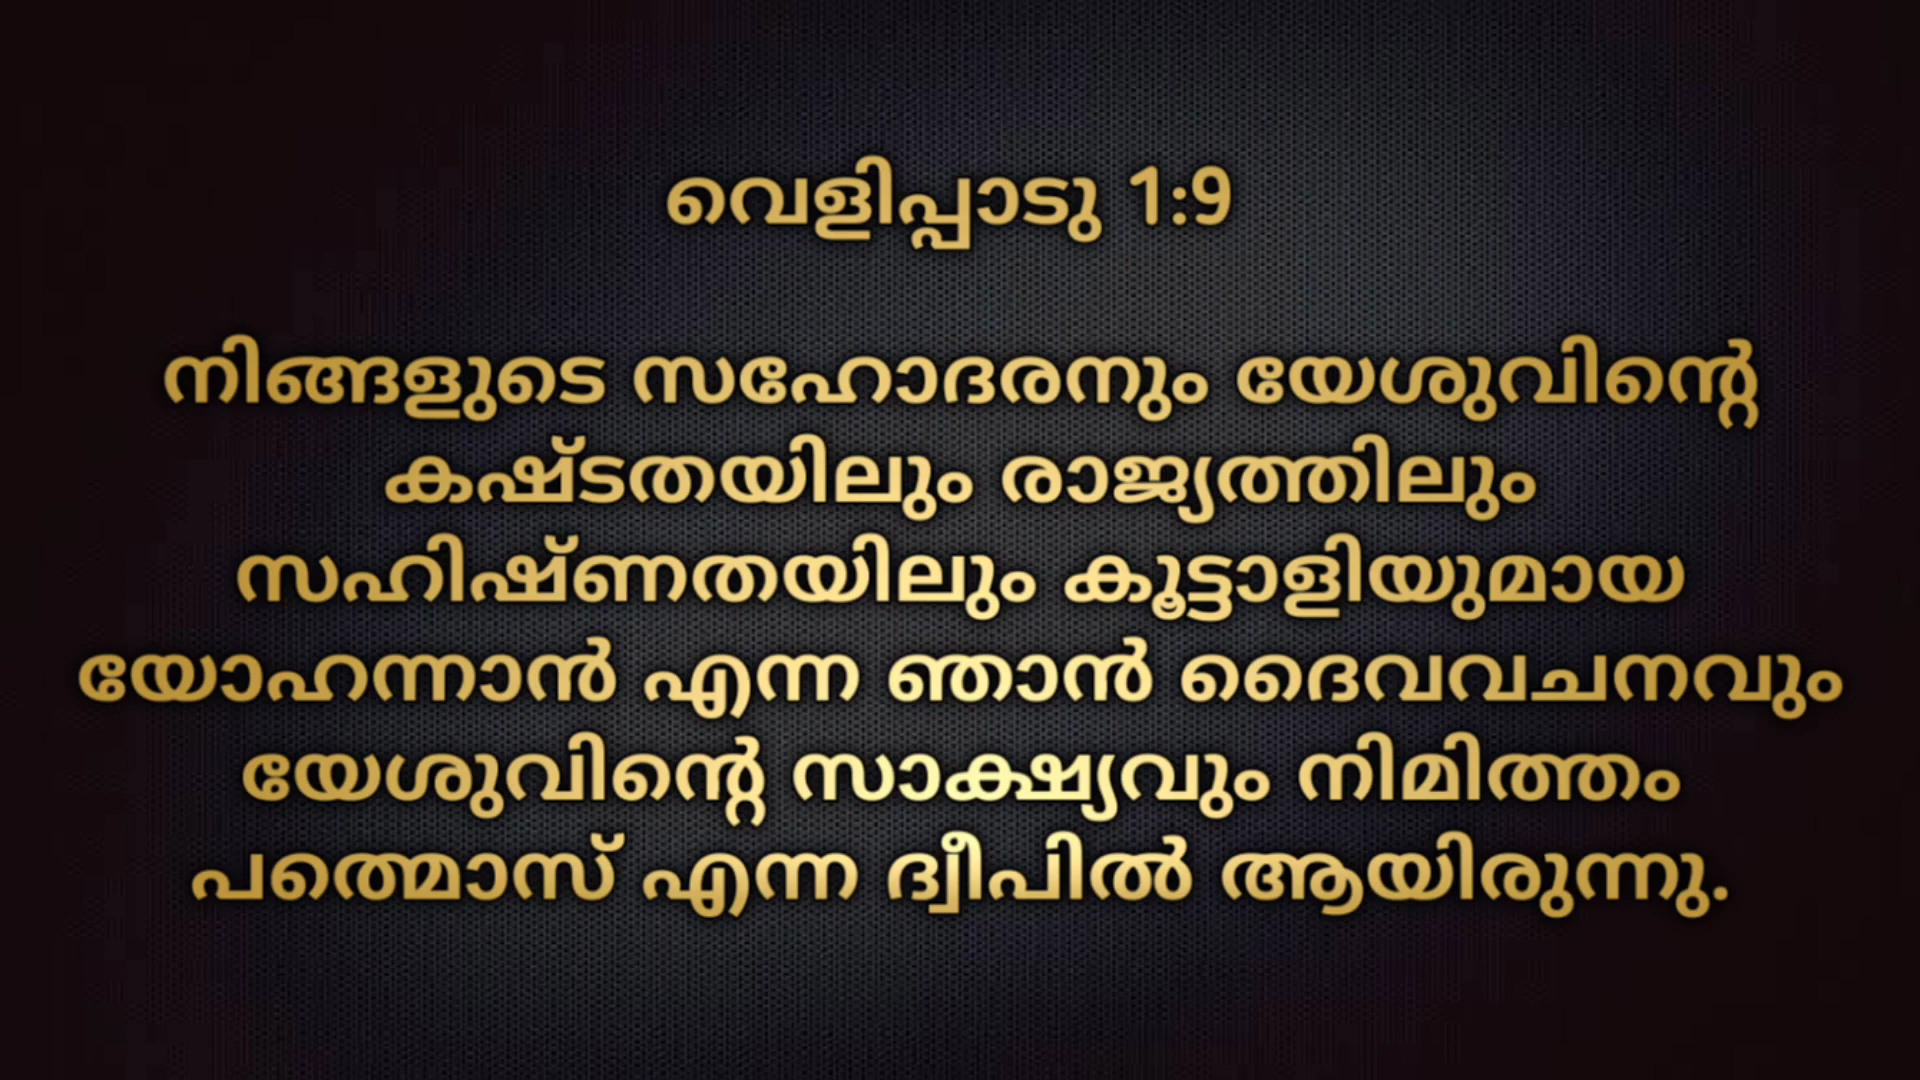 വെളിപ്പാടു 1:9
നിങ്ങളുടെ സഹോദരനും യേശുവിന്റെ
കഷ്ടതയിലും രാജ്യത്തിലും
സഹിഷ്ണതയിലും കൂട്ടാളിയുമായ
യോഹന്നാൻ എന്ന ഞാൻ ദൈവവചനവും
യേശുവിന്റെ സാക്ഷ്യവും നിമിത്തം
പത്മൊസ് എന്ന ദ്വീപിൽ ആയിരുന്നു.